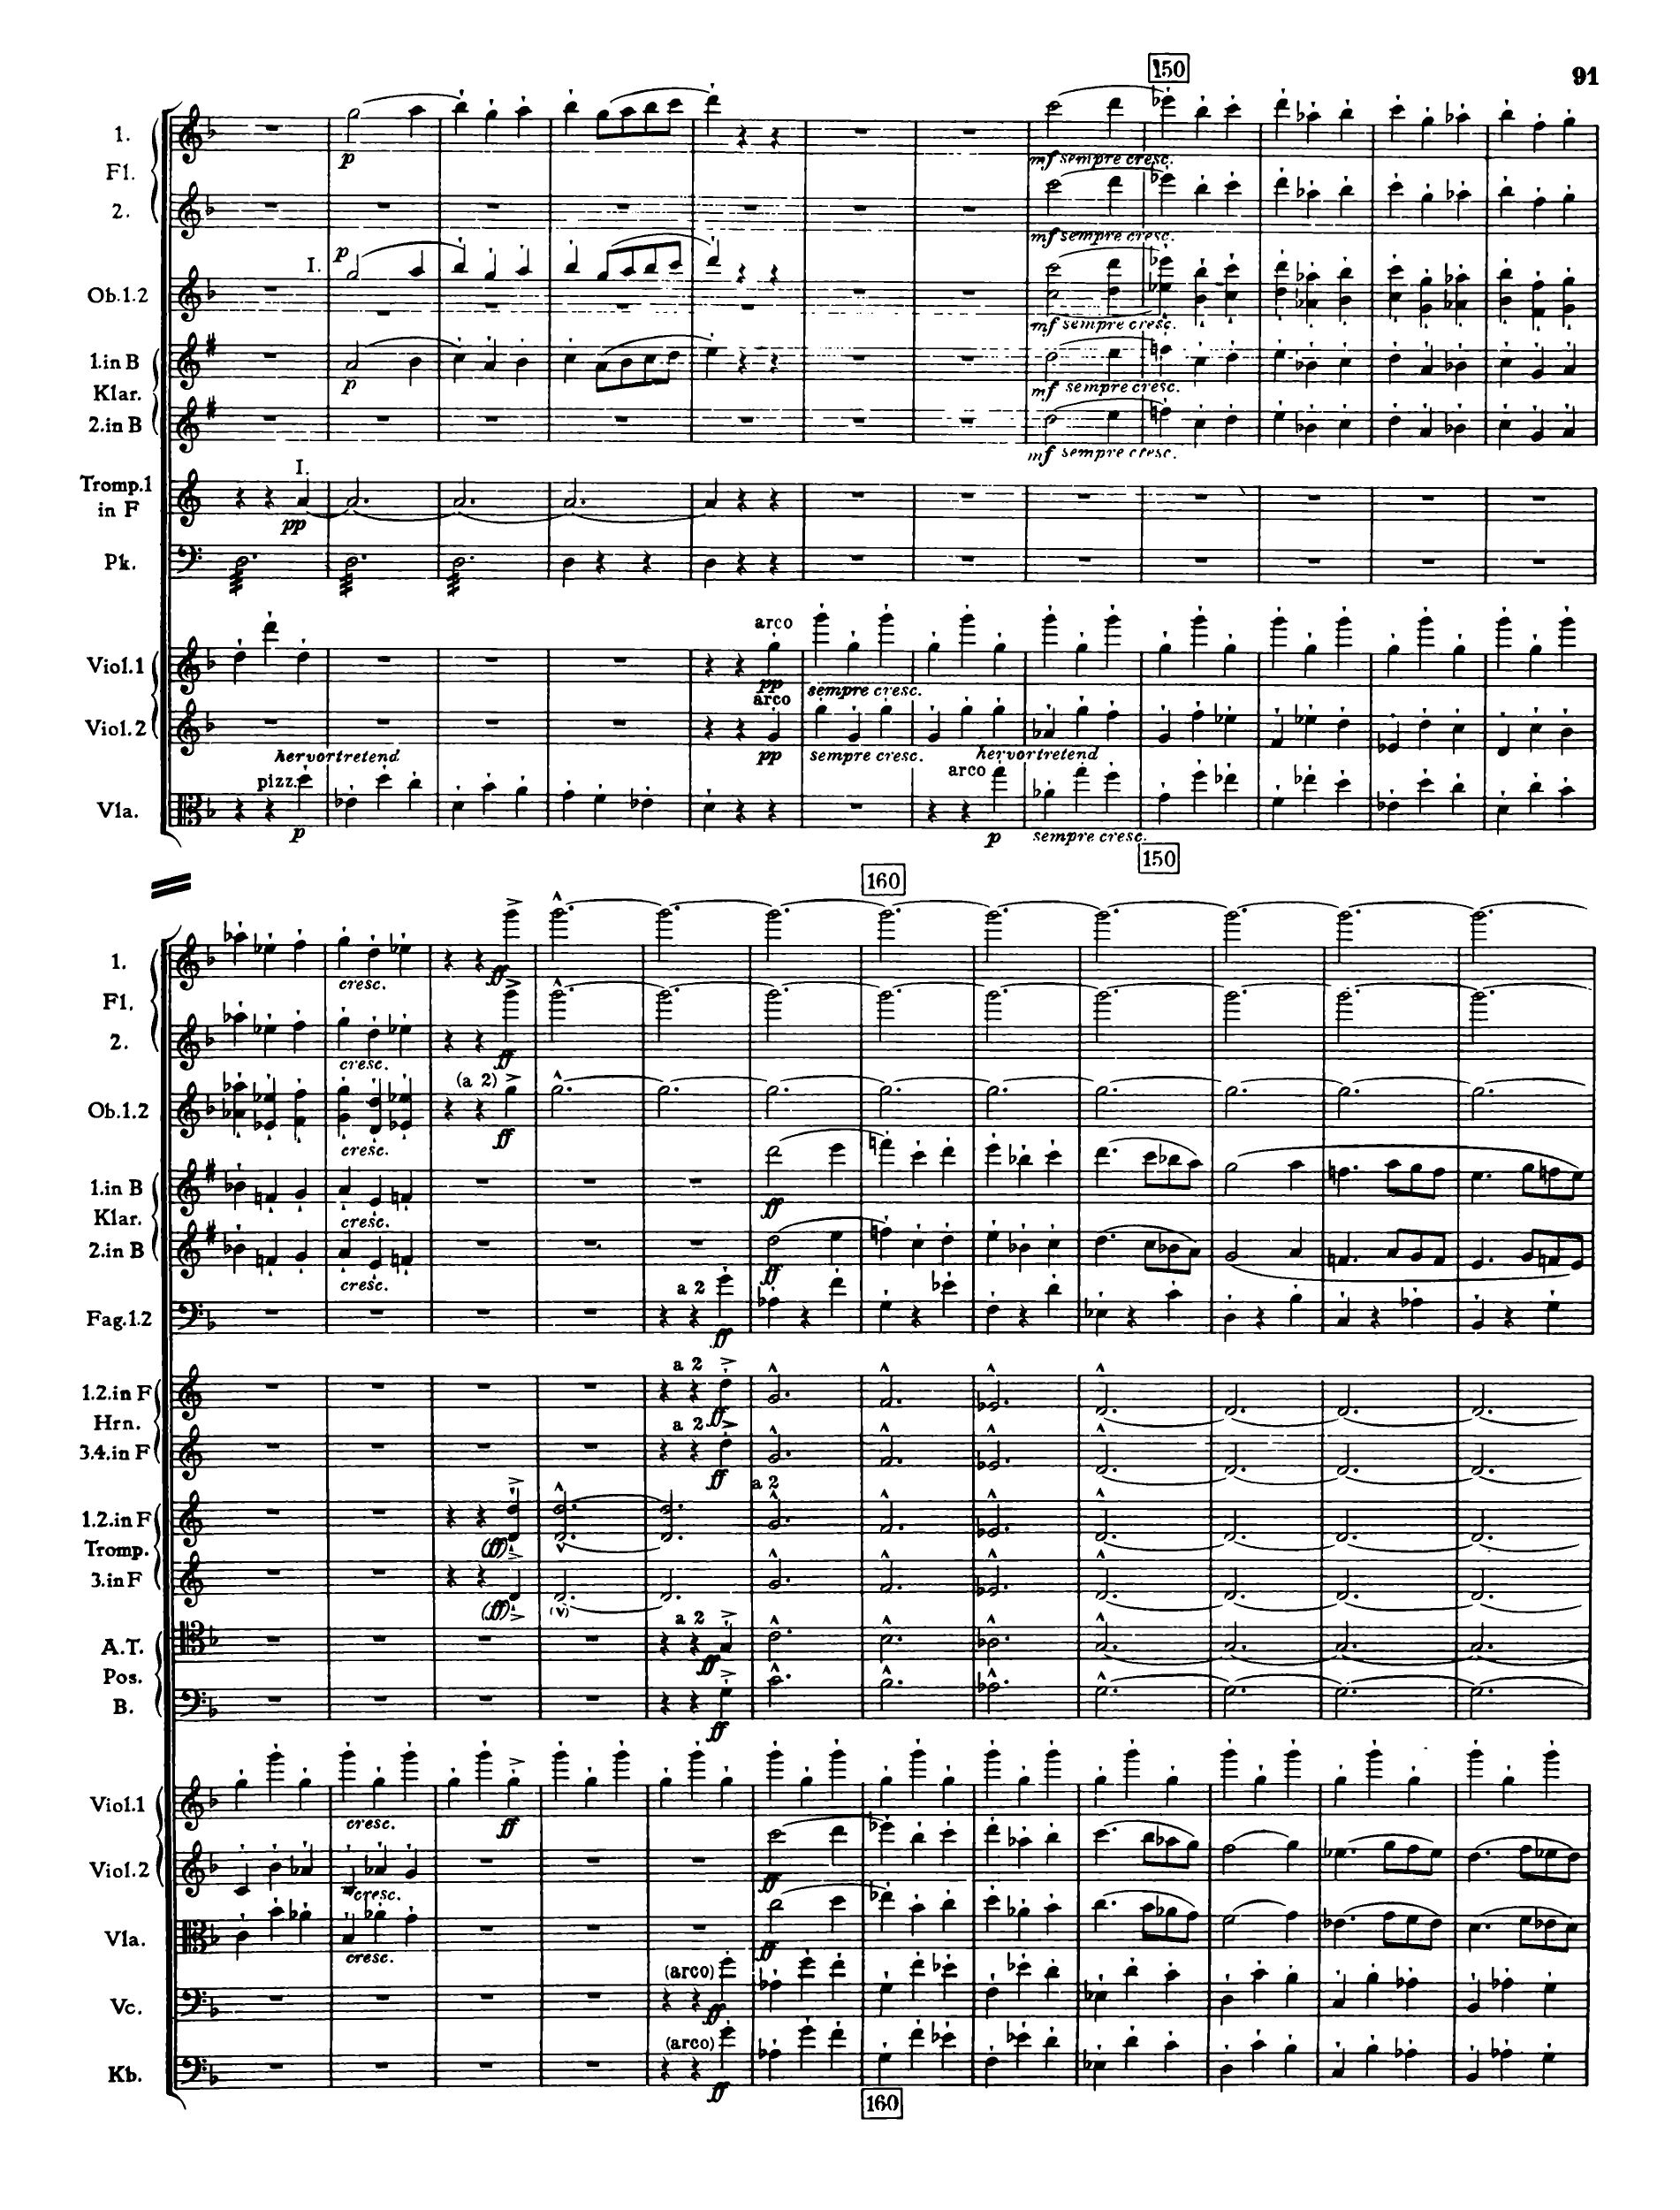 150
91
1.
Fl.
p
mf sempre cresc.
2.
mf sempre cresc.
p
I.
Ob.1.2
mf sempre cresc.
1.in B
p
mf sempre cresc.
Klar.
2.in B
mf sempre cresc.
I.
Tromp.1
in F
pp
Pk.
arco
Viol.1
pp
sempre cresc.
arco
Viol.2
pp
sempre cresc.
hervortretend
hervortretend
pizz.
arco
Vla.
p
p
sempre cresc.
150
160
1.
ff
cresc.
Fl.
2.
ff
cresc.
(a 2)
Ob.1.2
ff
cresc.
1.in B
ff
cresc.
Klar.
2.in B
ff
cresc.
a 2
Fag.1.2
ff
a 2
1.2.in F
ff
Hrn.
a 2
3.4.in F
ff
a 2
1.2.in F
(ff)
Tromp.
3.in F
(ff)
a 2
A.T.
ff
Pos.
B.
ff
Viol.1
cresc.
ff
Viol.2
ff
cresc.
Vla.
ff
cresc.
(arco)
Vc.
ff
(arco)
Kb.
ff
160